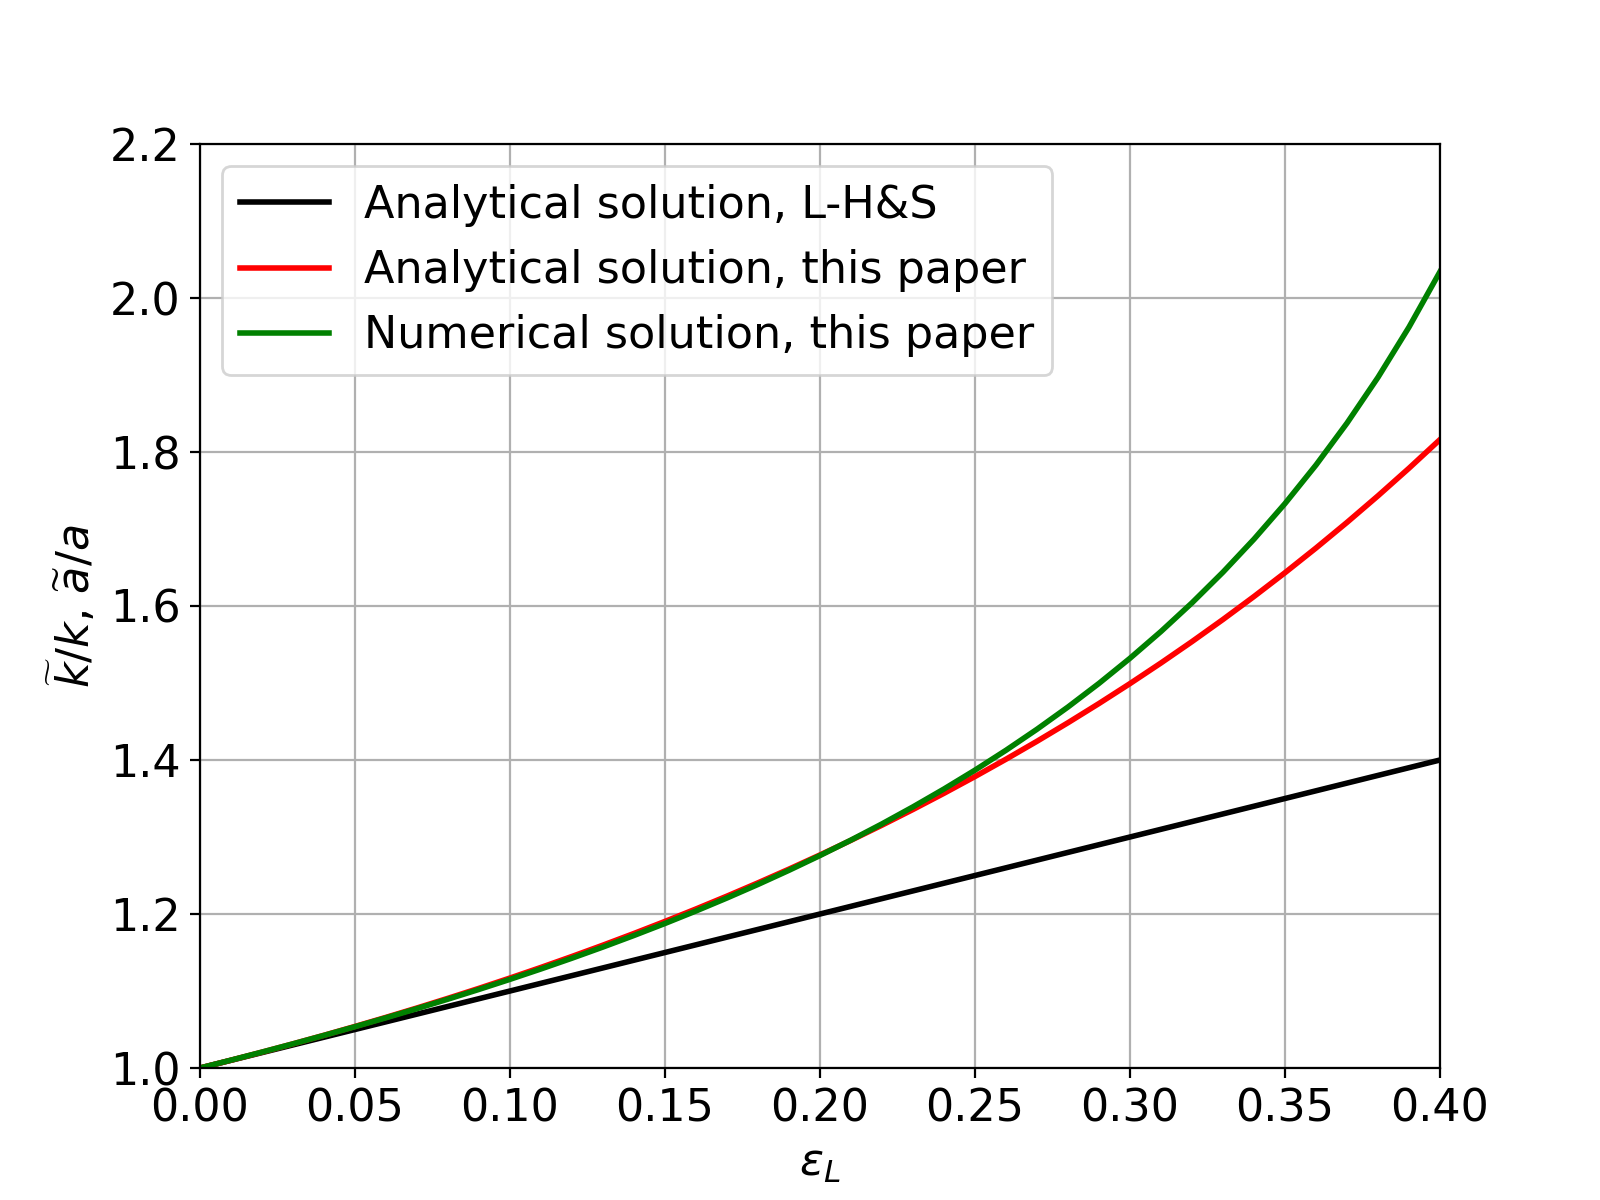 2.2
2.0
1.8
1.6
1.4
1.2
1.0
Analytical solution, L-H&S
Analytical solution, this paper
Numerical solution, this paper
k̃/k, ã/a
0.00 0.05 0.10 0.15 0.20 0.25 0.30 0.35 0.40
ε_L